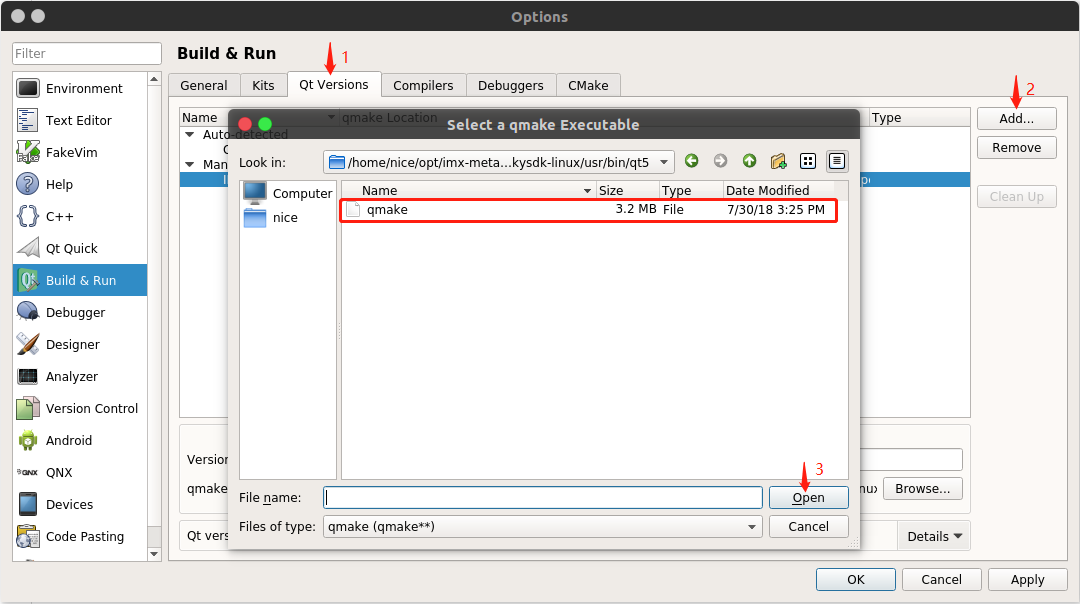 Options
Filter
Build & Run
1
General Kits Qt Versions Compilers Debuggers CMake
Environment
Text Editor
FakeVim
Help
C++
Qt Quick
Build & Run
Debugger
Designer
Analyzer
Version Control
Android
QNX
Devices
Code Pasting
Name qmake Location Type
Auto-detected
Man
2
Add...
Remove
Clean Up
Select a qmake Executable
Look in: /home/nice/opt/imx-meta...kysdk-linux/usr/bin/qt5
Computer
nice
Name Size Type Date Modified
qmake 3.2 MB File 7/30/18 3:25 PM
3
File name: Open
Files of type: qmake (qmake**) Cancel
Version
qmake Browse...
Qt vers Details
OK Cancel Apply